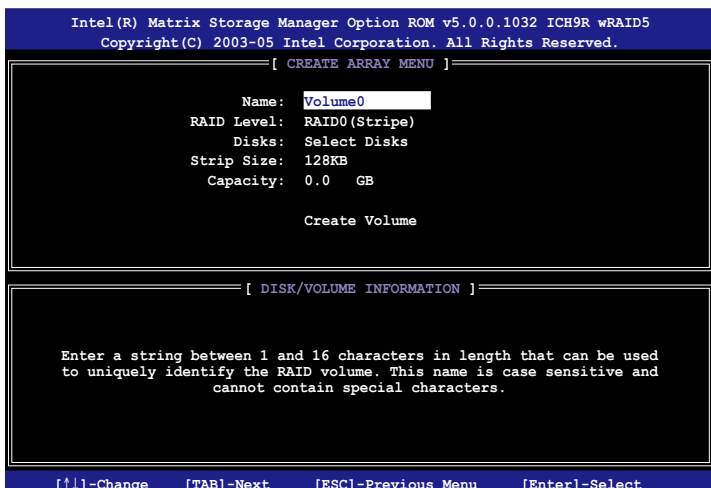 Intel(R) Matrix Storage Manager Option ROM v5.0.0.1032 ICH9R wRAID5
Copyright(C) 2003-05 Intel Corporation. All Rights Reserved.
[ CREATE ARRAY MENU ]
Name: Volume0
RAID Level: RAID0(Stripe)
Disks: Select Disks
Strip Size: 128KB
Capacity: 0.0 GB
Create Volume
[ DISK/VOLUME INFORMATION ]
Enter a string between 1 and 16 characters in length that can be used
to uniquely identify the RAID volume. This name is case sensitive and
cannot contain special characters.
[↑↓]-Change [TAB]-Next [ESC]-Previous Menu [Enter]-Select